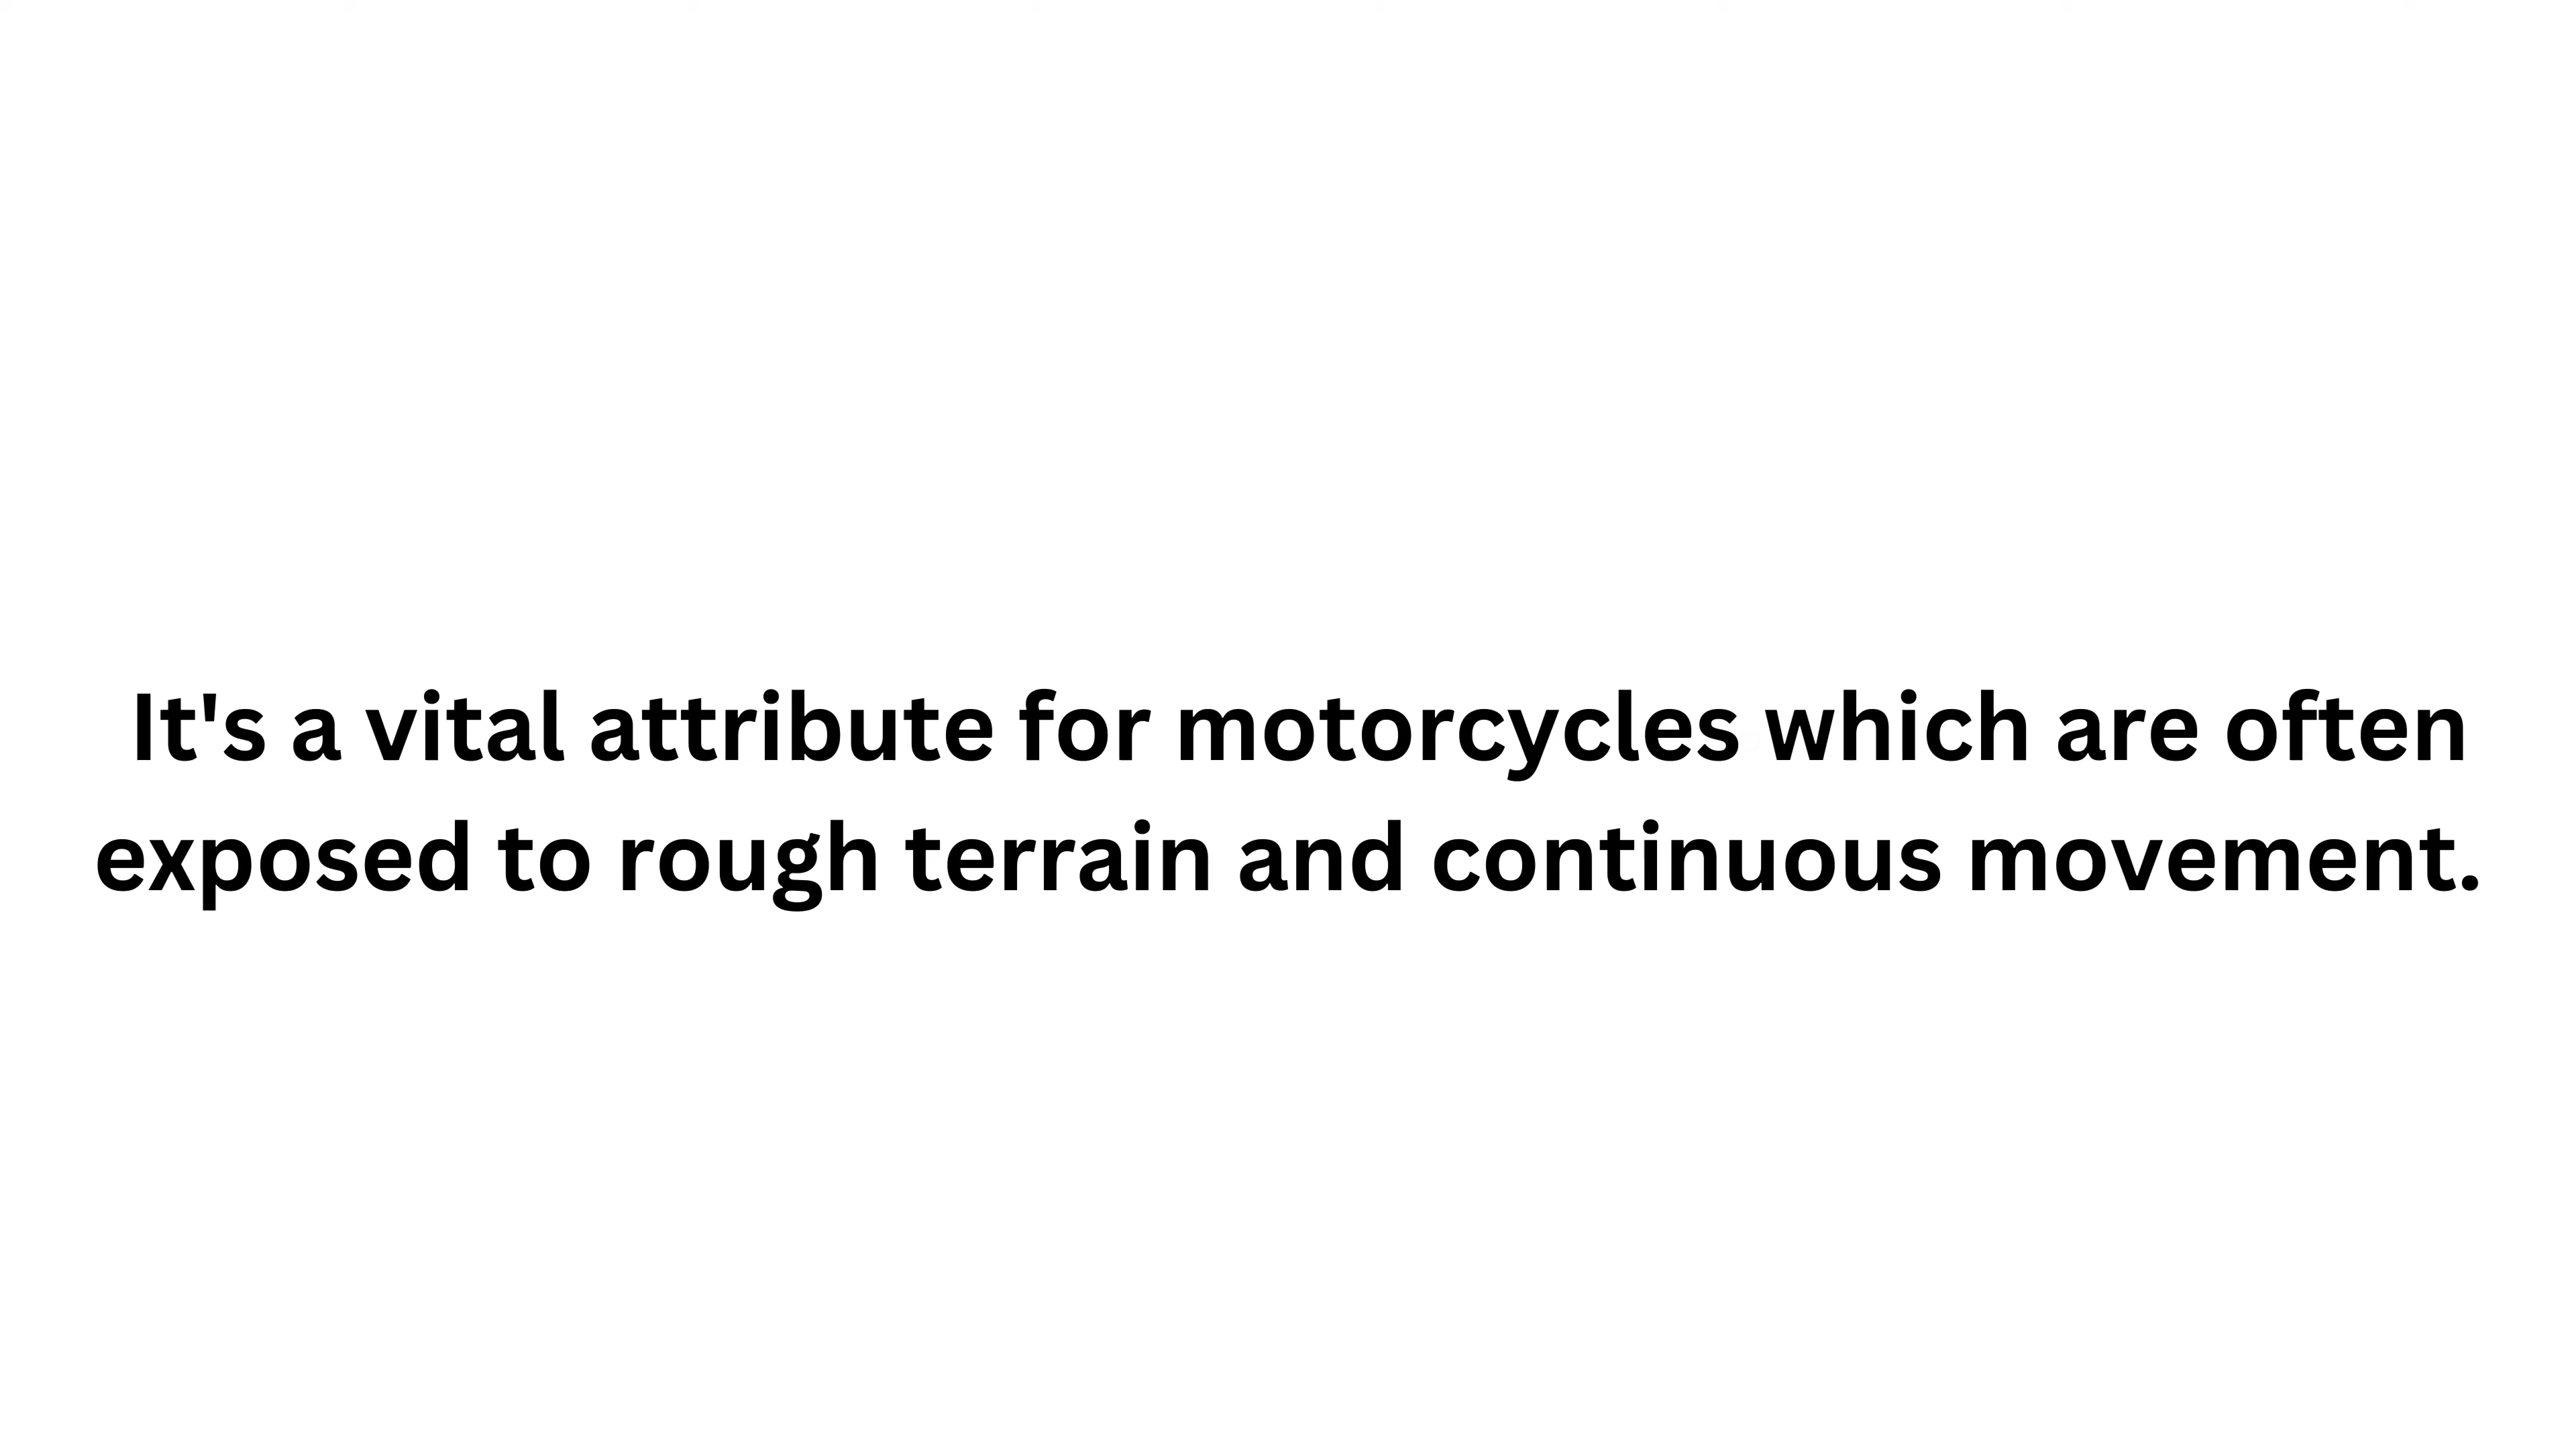 It's a vital attribute for motorcycles which are often
exposed to rough terrain and continuous movement.